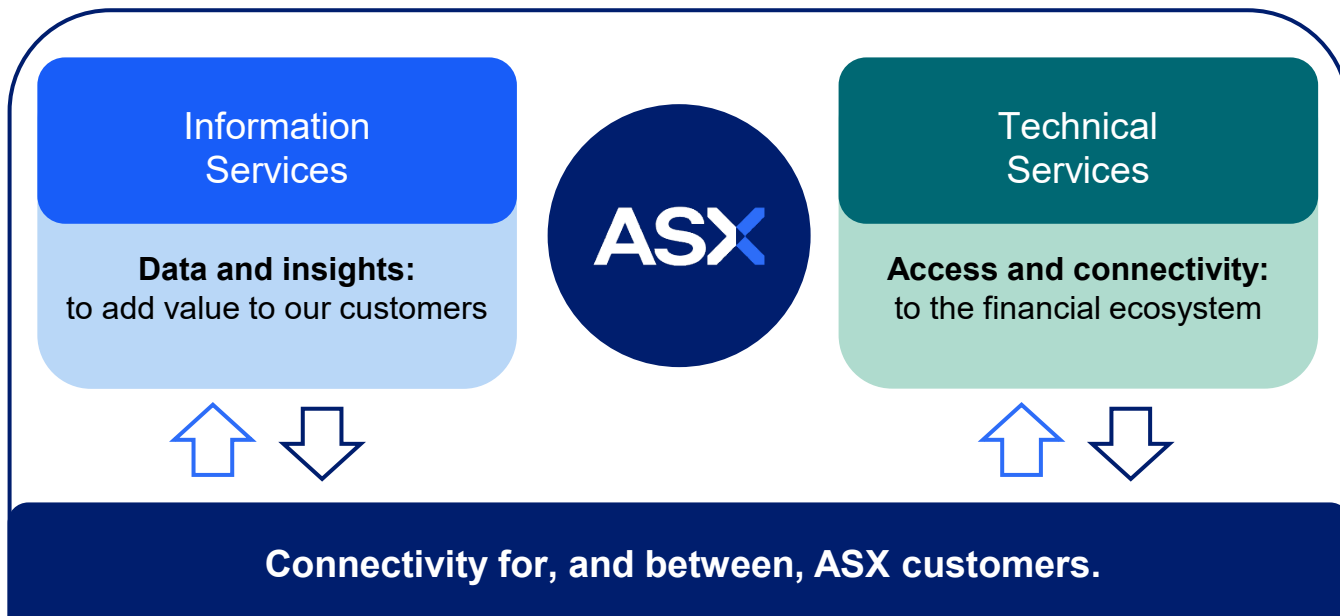 Information
Services
Data and insights:
to add value to our customers
ASX
Technical
Services
Access and connectivity:
to the financial ecosystem
Connectivity for, and between, ASX customers.